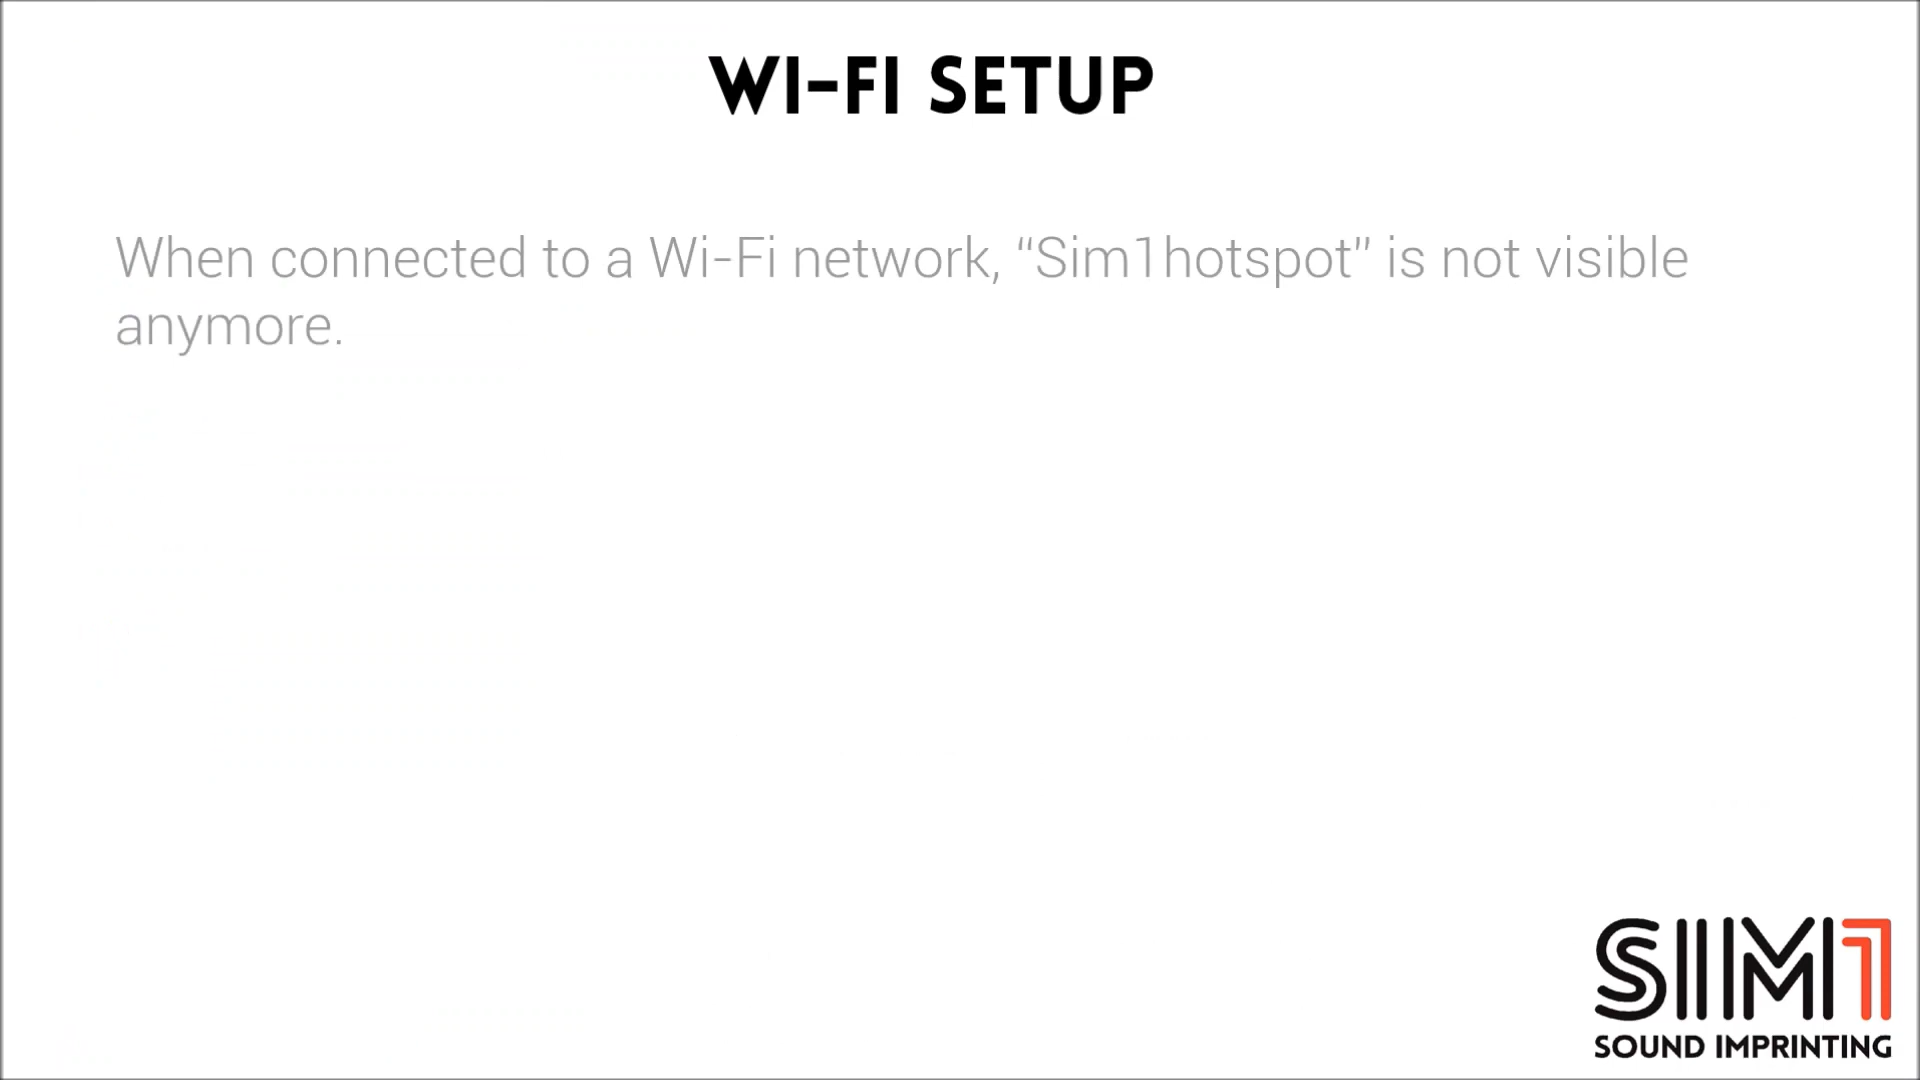 WI-FI SETUP
When connected to a Wi-Fi network, “Sim1hotspot” is not visible
anymore.
SIM1
SOUND IMPRINTING